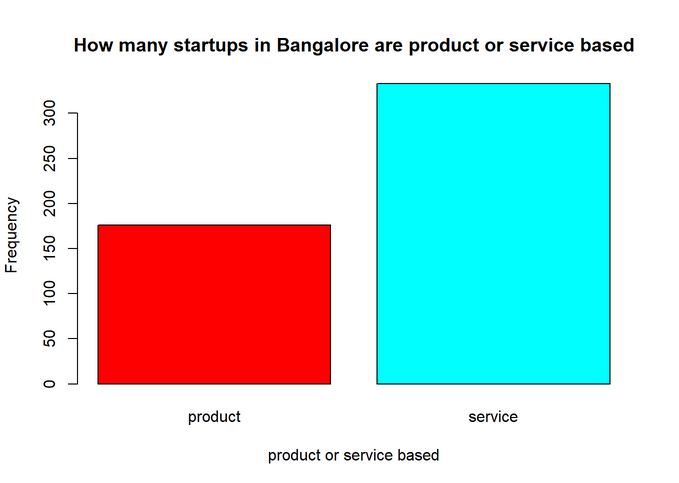 How many startups in Bangalore are product or service based
300
250
200
150
100
50
0
Frequency
product
service
product or service based